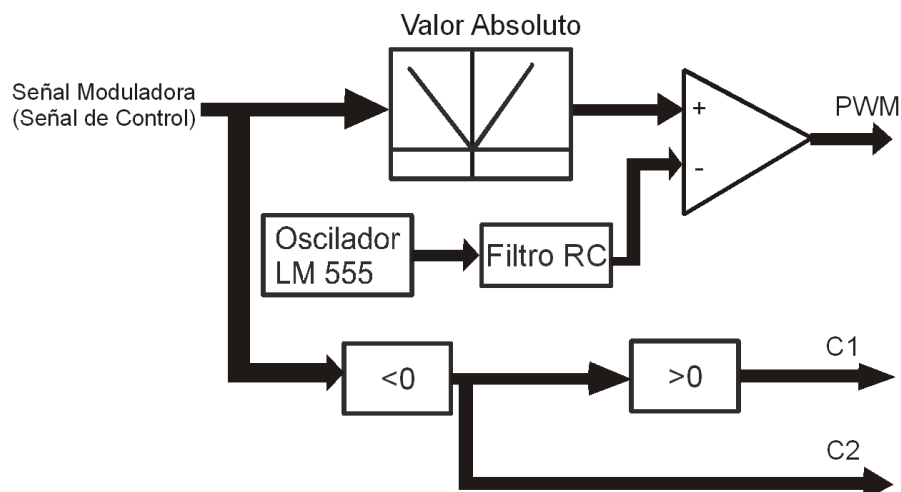 Valor Absoluto
Señal Moduladora
(Señal de Control)
+
-
PWM
Oscilador
LM 555
Filtro RC
<0
>0
C1
C2